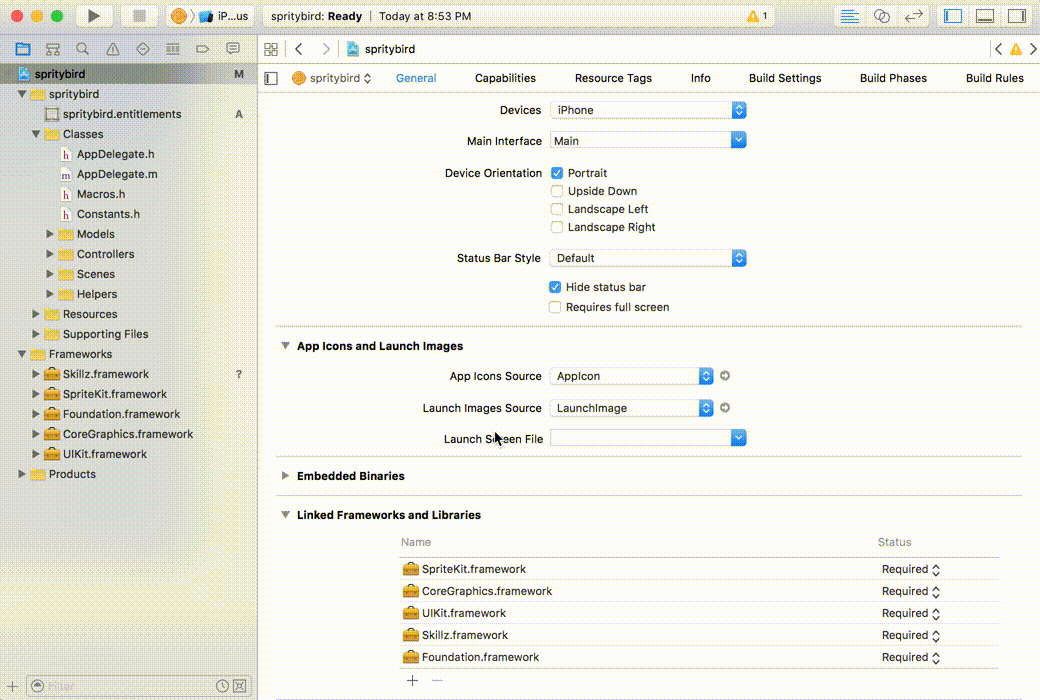 iP...us
spritybird: Ready | Today at 8:53 PM
1
spritybird
spritybird M
spritybird
spritybird.entitlements A
Classes
h AppDelegate.h
m AppDelegate.m
h Macros.h
h Constants.h
Models
Controllers
Scenes
Helpers
Resources
Supporting Files
Frameworks
Skillz.framework ?
SpriteKit.framework
Foundation.framework
CoreGraphics.framework
UIKit.framework
Products
Filter
spritybird General Capabilities Resource Tags Info Build Settings Build Phases Build Rules
Devices iPhone
Main Interface Main
Device Orientation Portrait
Upside Down
Landscape Left
Landscape Right
Status Bar Style Default
Hide status bar
Requires full screen
App Icons and Launch Images
App Icons Source AppIcon
Launch Images Source LaunchImage
Launch Screen File
Embedded Binaries
Linked Frameworks and Libraries
Name Status
SpriteKit.framework Required
CoreGraphics.framework Required
UIKit.framework Required
Skillz.framework Required
Foundation.framework Required